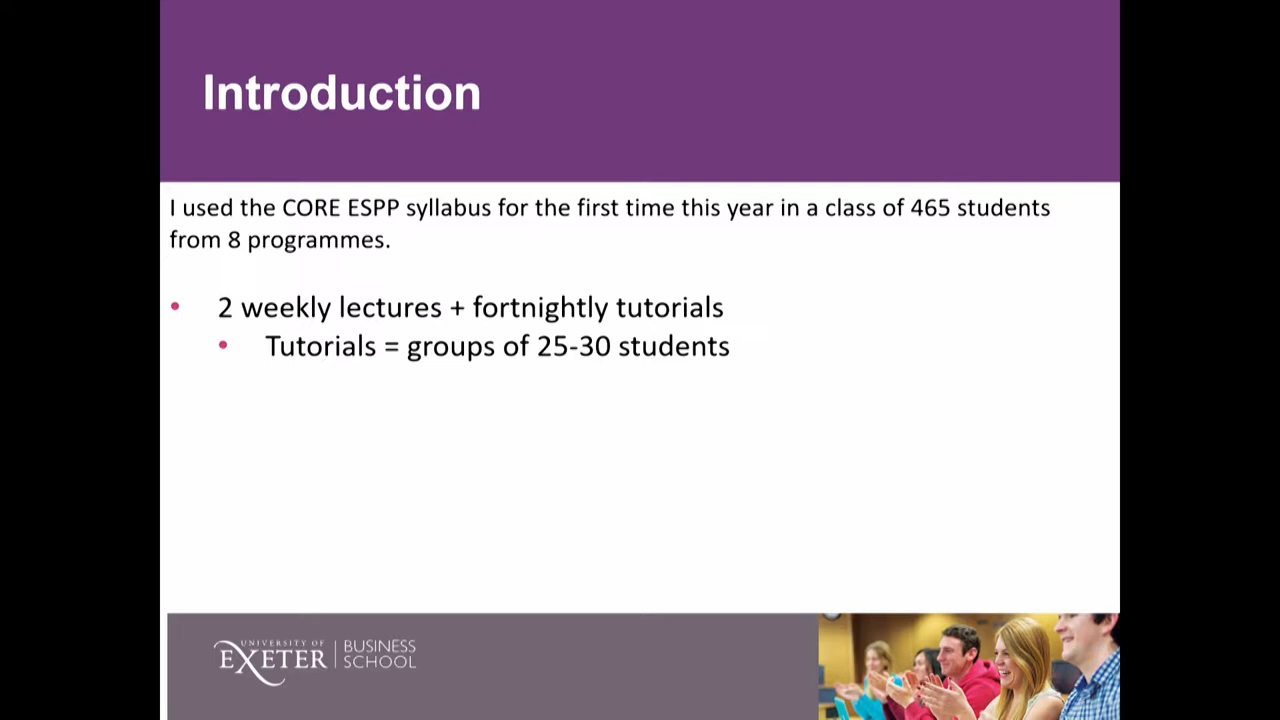 Introduction
I used the CORE ESPP syllabus for the first time this year in a class of 465 students
from 8 programmes.
• 2 weekly lectures + fortnightly tutorials
• Tutorials = groups of 25-30 students
UNIVERSITY OF
EXETER
BUSINESS
SCHOOL